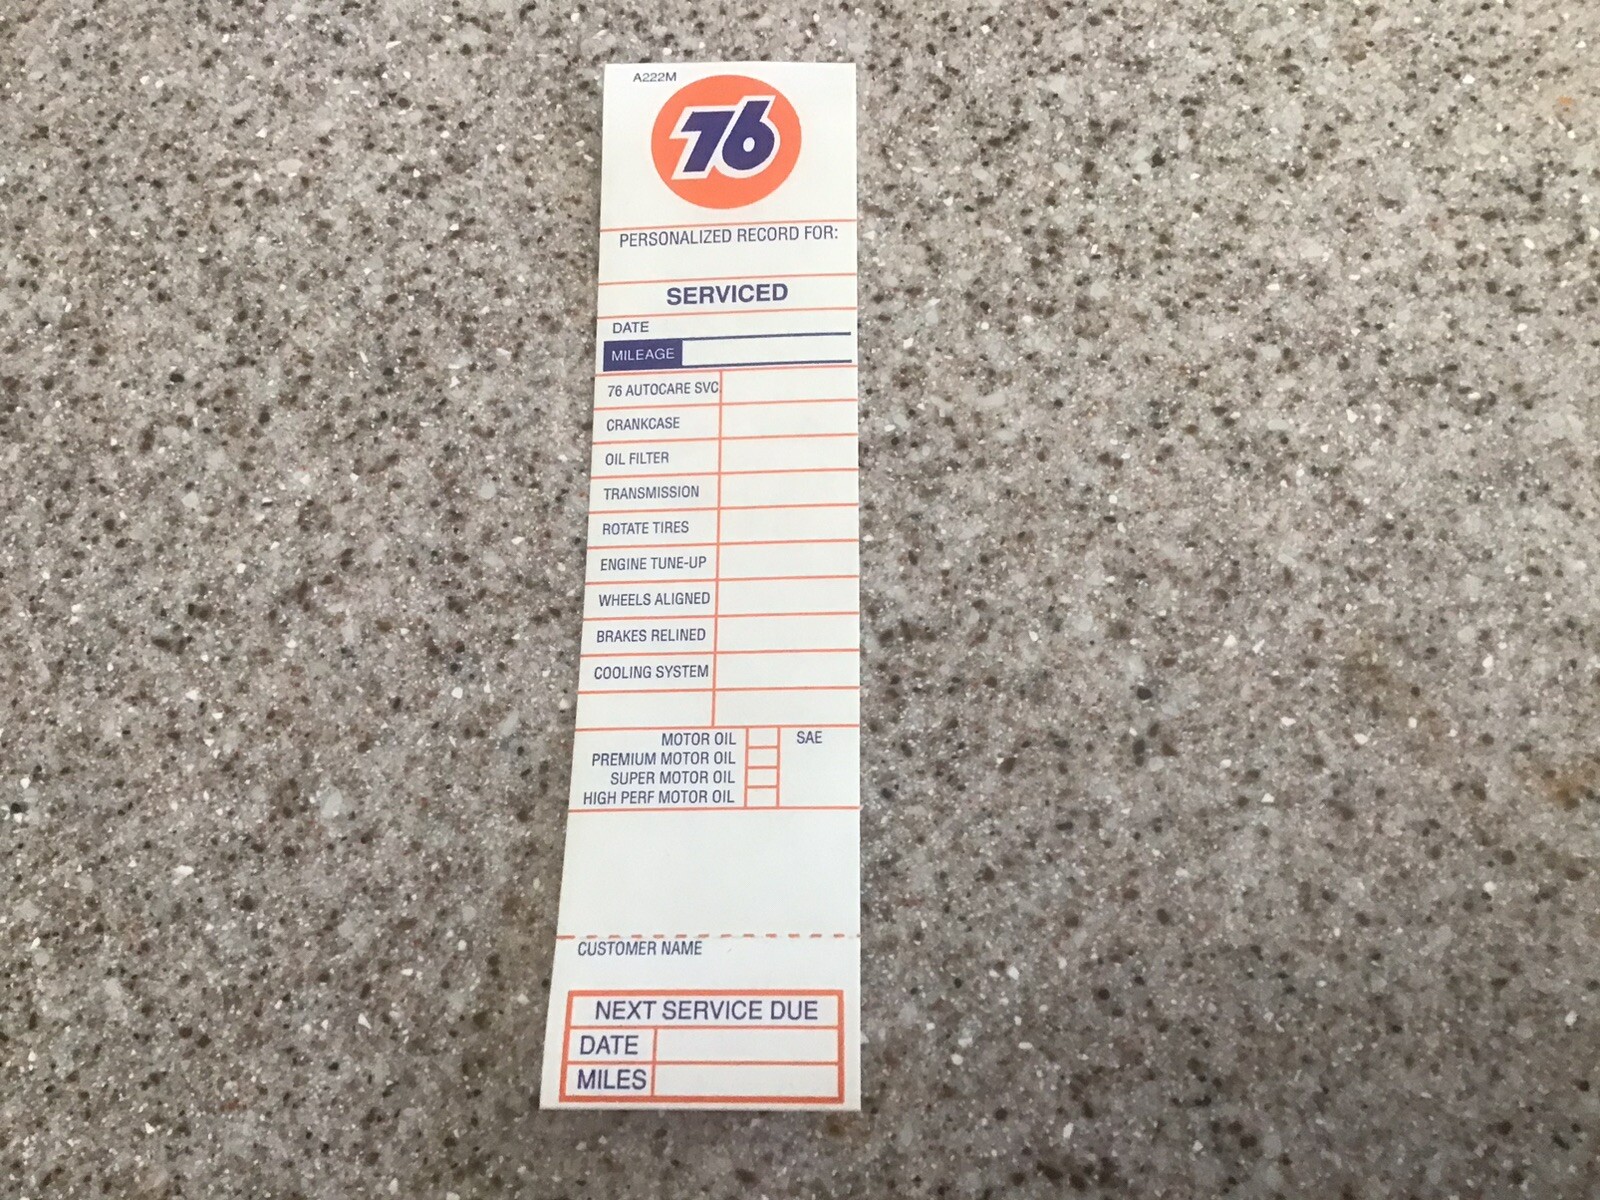 A222M
76
PERSONALIZED RECORD FOR:
SERVICED
DATE
MILEAGE
76 AUTOCARE SVC.
CRANKCASE
OIL FILTER
TRANSMISSION
ROTATE TIRES
ENGINE TUNE-UP
WHEELS ALIGNED
BRAKES RELINED
COOLING SYSTEM
MOTOR OIL SAE
PREMIUM MOTOR OIL
SUPER MOTOR OIL
HIGH PERF MOTOR OIL
CUSTOMER NAME
NEXT SERVICE DUE
DATE
MILES